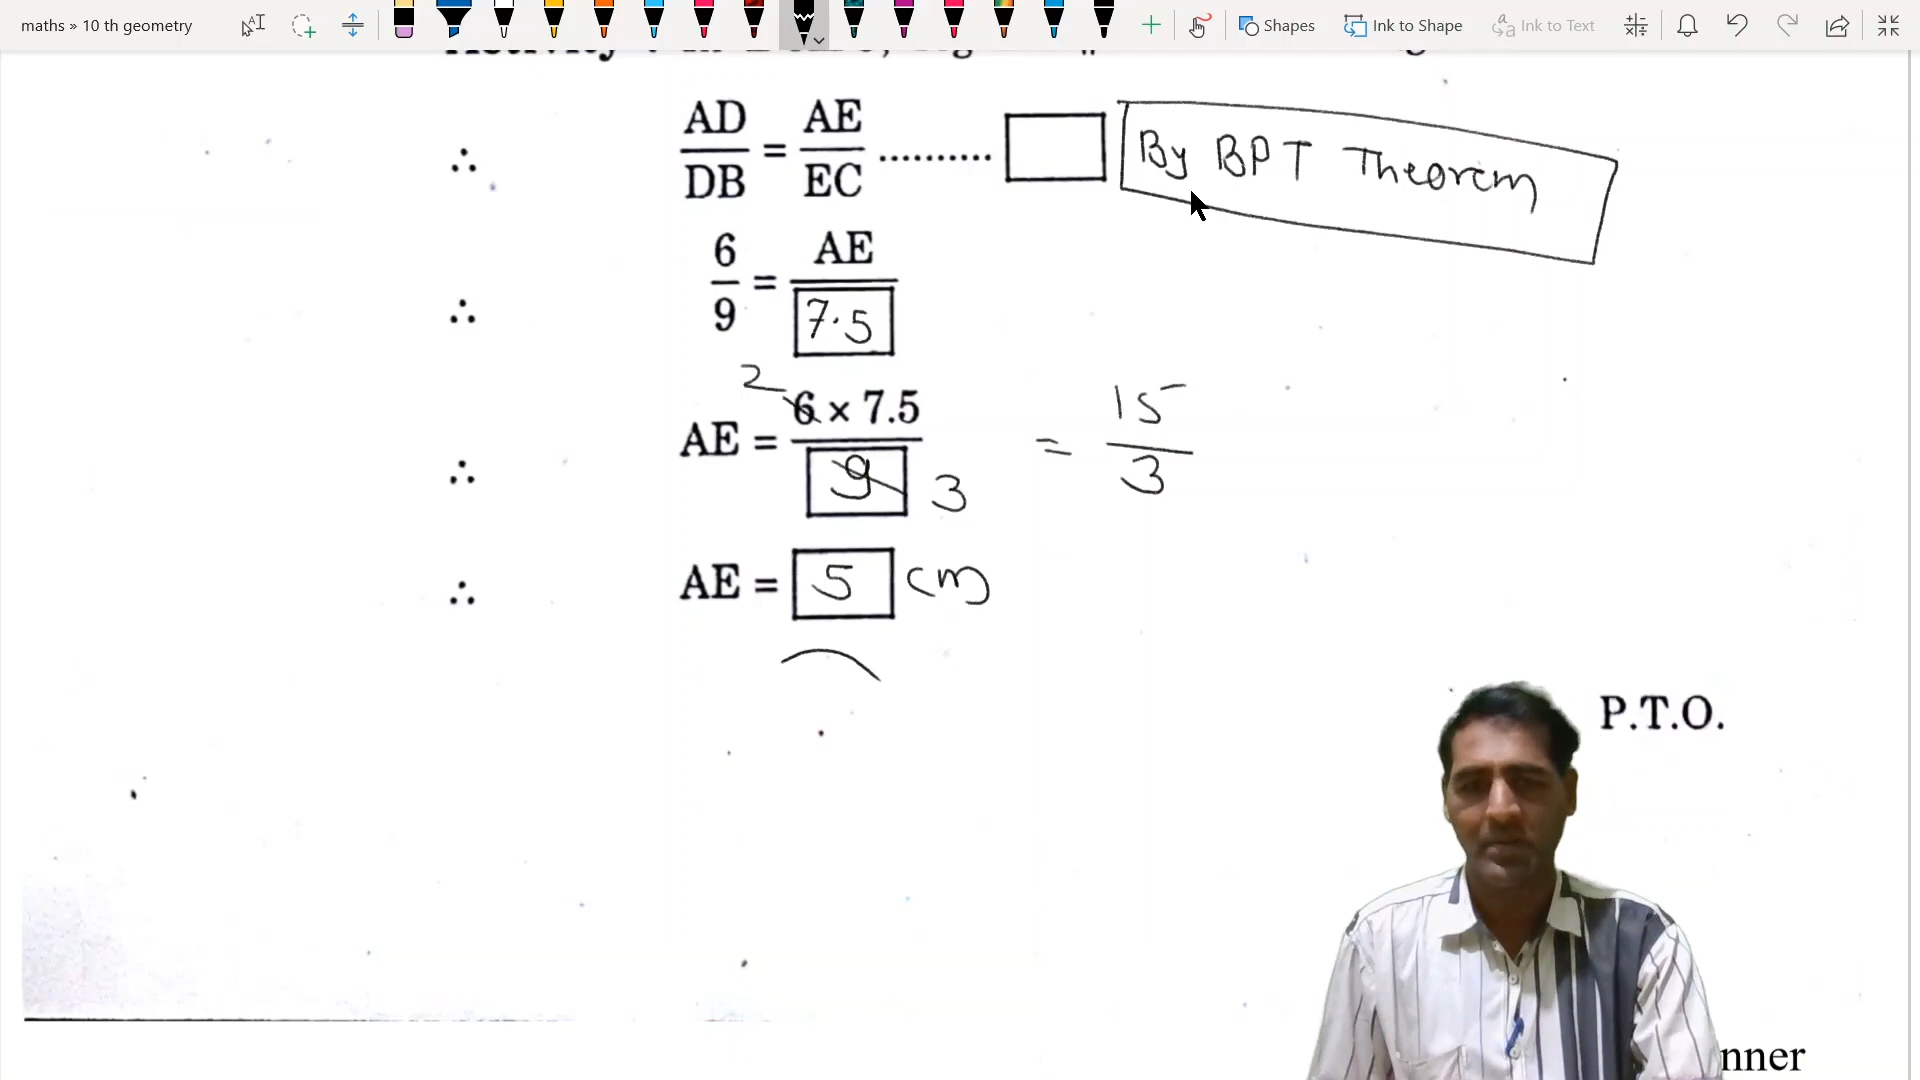 maths » 10 th geometry Shapes Ink to Shape Ink to Text
∴ AD/DB = AE/EC .......... By BPT Theorem
∴ 6/9 = AE/7.5
2
∴ AE = 6 × 7.5/9 3 = 15/3
∴ AE = 5 cm
P.T.O.
nner